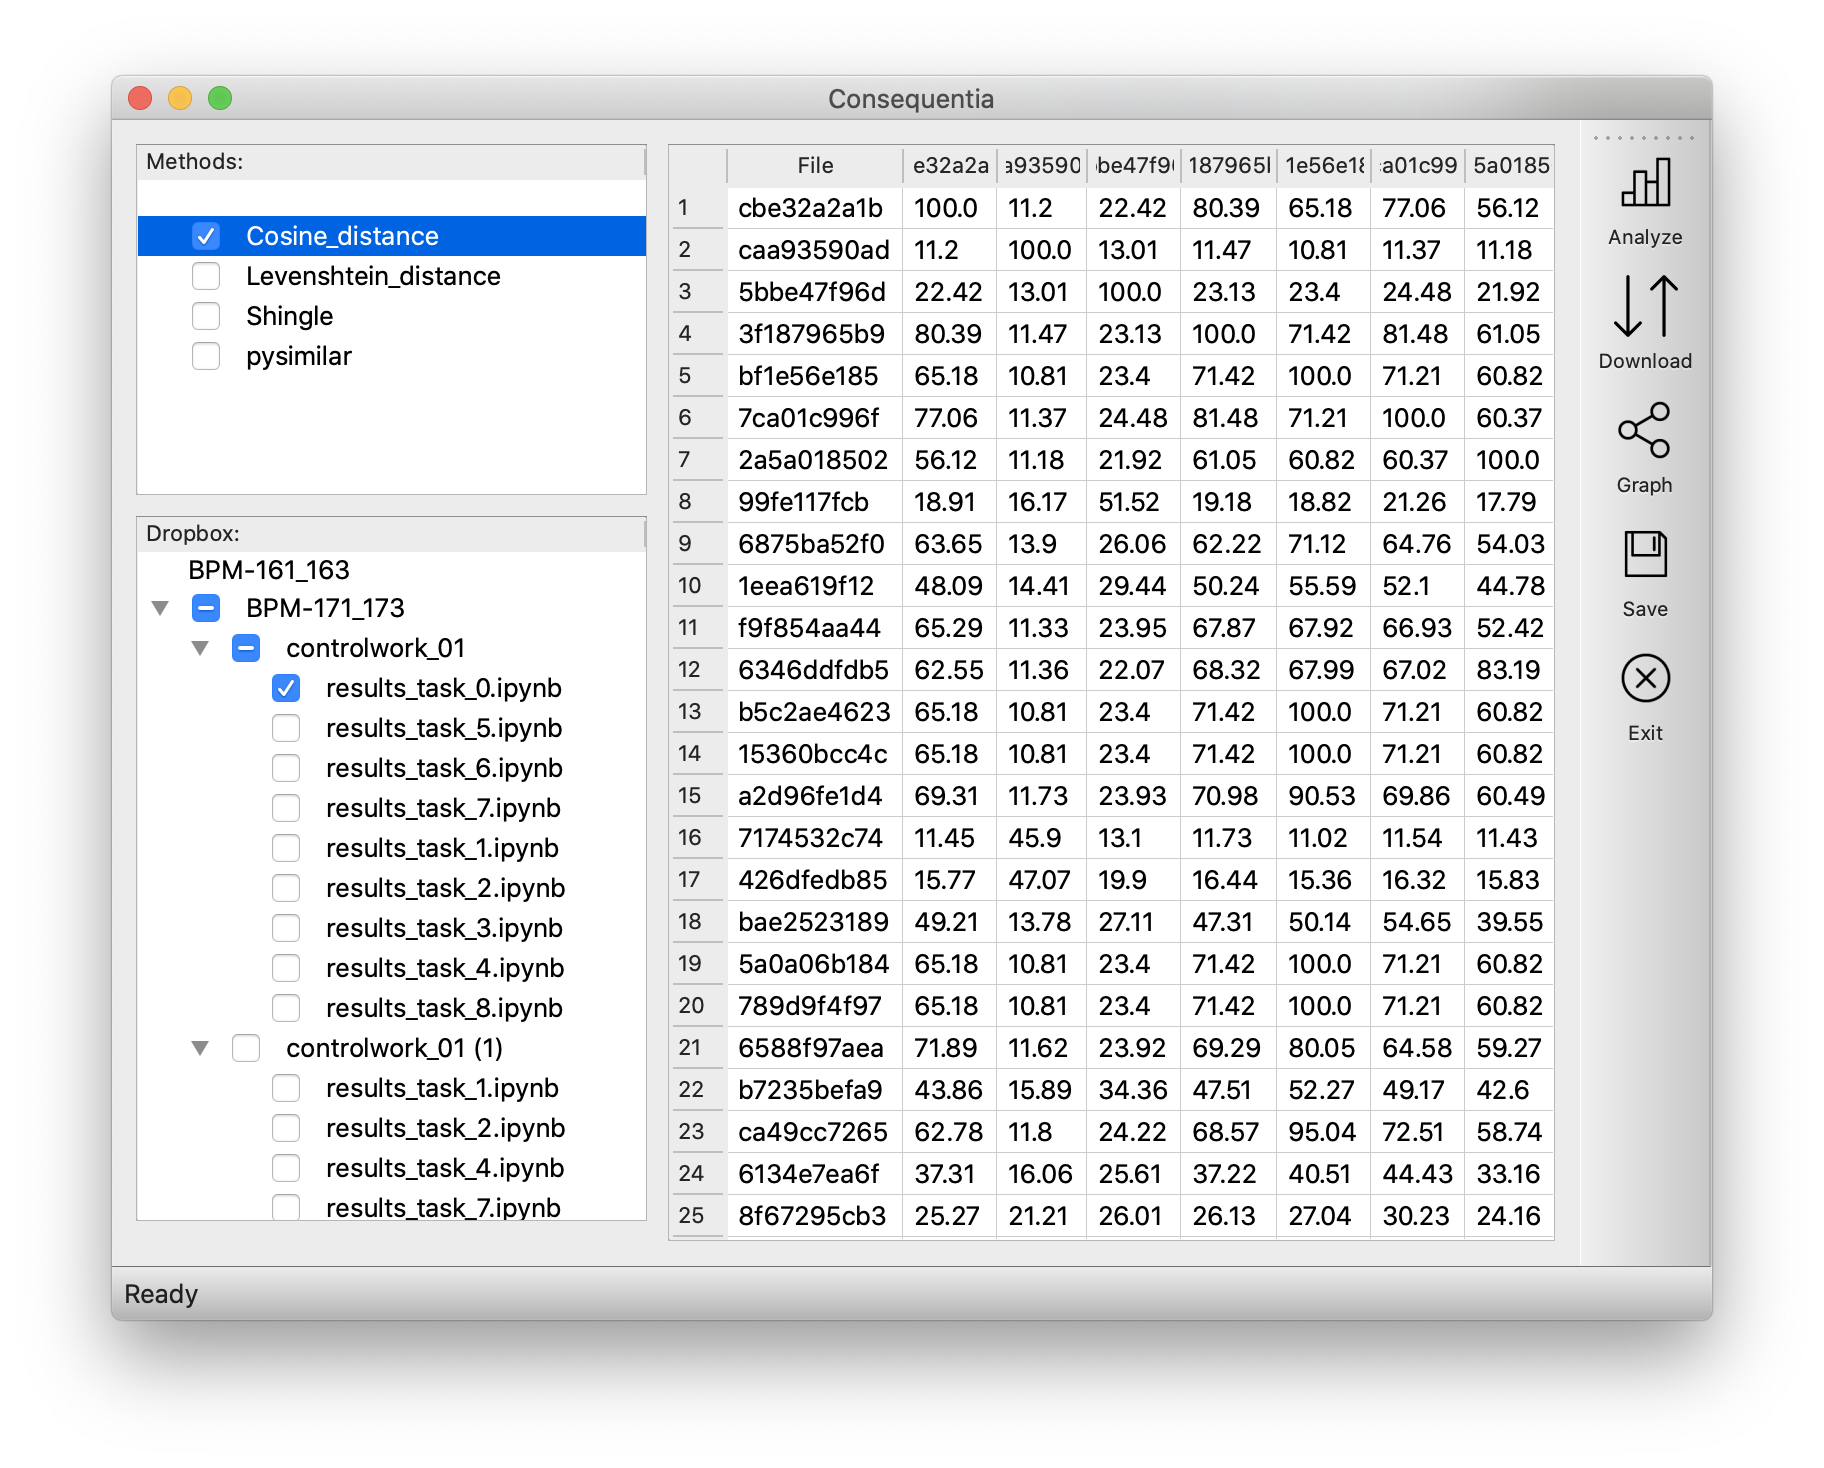 Consequentia
Methods:
Cosine_distance
Levenshtein_distance
Shingle
pysimilar
Dropbox:
BPM-161_163
BPM-171_173
controlwork_01
results_task_0.ipynb
results_task_5.ipynb
results_task_6.ipynb
results_task_7.ipynb
results_task_1.ipynb
results_task_2.ipynb
results_task_3.ipynb
results_task_4.ipynb
results_task_8.ipynb
controlwork_01 (1)
results_task_1.ipynb
results_task_2.ipynb
results_task_4.ipynb
results_task_7.ipynb
File e32a2a a93590 be47f9 187965 1e56e18 a01c99 5a0185
1 cbe32a2a1b 100.0 11.2 22.42 80.39 65.18 77.06 56.12
2 caa93590ad 11.2 100.0 13.01 11.47 10.81 11.37 11.18
3 5bbe47f96d 22.42 13.01 100.0 23.13 23.4 24.48 21.92
4 3f187965b9 80.39 11.47 23.13 100.0 71.42 81.48 61.05
5 bf1e56e185 65.18 10.81 23.4 71.42 100.0 71.21 60.82
6 7ca01c996f 77.06 11.37 24.48 81.48 71.21 100.0 60.37
7 2a5a018502 56.12 11.18 21.92 61.05 60.82 60.37 100.0
8 99fe117fcb 18.91 16.17 51.52 19.18 18.82 21.26 17.79
9 6875ba52f0 63.65 13.9 26.06 62.22 71.12 64.76 54.03
10 1eea619f12 48.09 14.41 29.44 50.24 55.59 52.1 44.78
11 f9f854aa44 65.29 11.33 23.95 67.87 67.92 66.93 52.42
12 6346ddfdb5 62.55 11.36 22.07 68.32 67.99 67.02 83.19
13 b5c2ae4623 65.18 10.81 23.4 71.42 100.0 71.21 60.82
14 15360bcc4c 65.18 10.81 23.4 71.42 100.0 71.21 60.82
15 a2d96fe1d4 69.31 11.73 23.93 70.98 90.53 69.86 60.49
16 7174532c74 11.45 45.9 13.1 11.73 11.02 11.54 11.43
17 426dfedb85 15.77 47.07 19.9 16.44 15.36 16.32 15.83
18 bae2523189 49.21 13.78 27.11 47.31 50.14 54.65 39.55
19 5a0a06b184 65.18 10.81 23.4 71.42 100.0 71.21 60.82
20 789d9f4f97 65.18 10.81 23.4 71.42 100.0 71.21 60.82
21 6588f97aea 71.89 11.62 23.92 69.29 80.05 64.58 59.27
22 b7235befa9 43.86 15.89 34.36 47.51 52.27 49.17 42.6
23 ca49cc7265 62.78 11.8 24.22 68.57 95.04 72.51 58.74
24 6134e7ea6f 37.31 16.06 25.61 37.22 40.51 44.43 33.16
25 8f67295cb3 25.27 21.21 26.01 26.13 27.04 30.23 24.16
Analyze
Download
Graph
Save
Exit
Ready